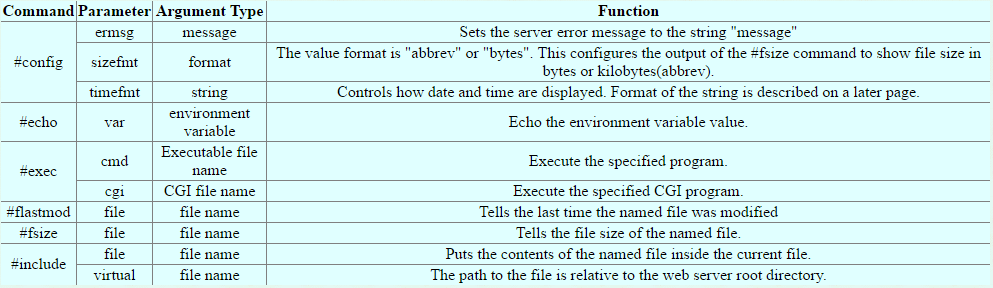 Command Parameter Argument Type Function
#config ermsg message Sets the server error message to the string "message"
sizefmt format The value format is "abbrev" or "bytes". This configures the output of the #fsize command to show file size in
bytes or kilobytes(abbrev).
timefmt string Controls how date and time are displayed. Format of the string is described on a later page.
#echo var environment
variable Echo the environment variable value.
#exec cmd Executable file
name Execute the specified program.
cgi CGI file name Execute the specified CGI program.
#flastmod file file name Tells the last time the named file was modified
#fsize file file name Tells the file size of the named file.
#include file file name Puts the contents of the named file inside the current file.
virtual file name The path to the file is relative to the web server root directory.